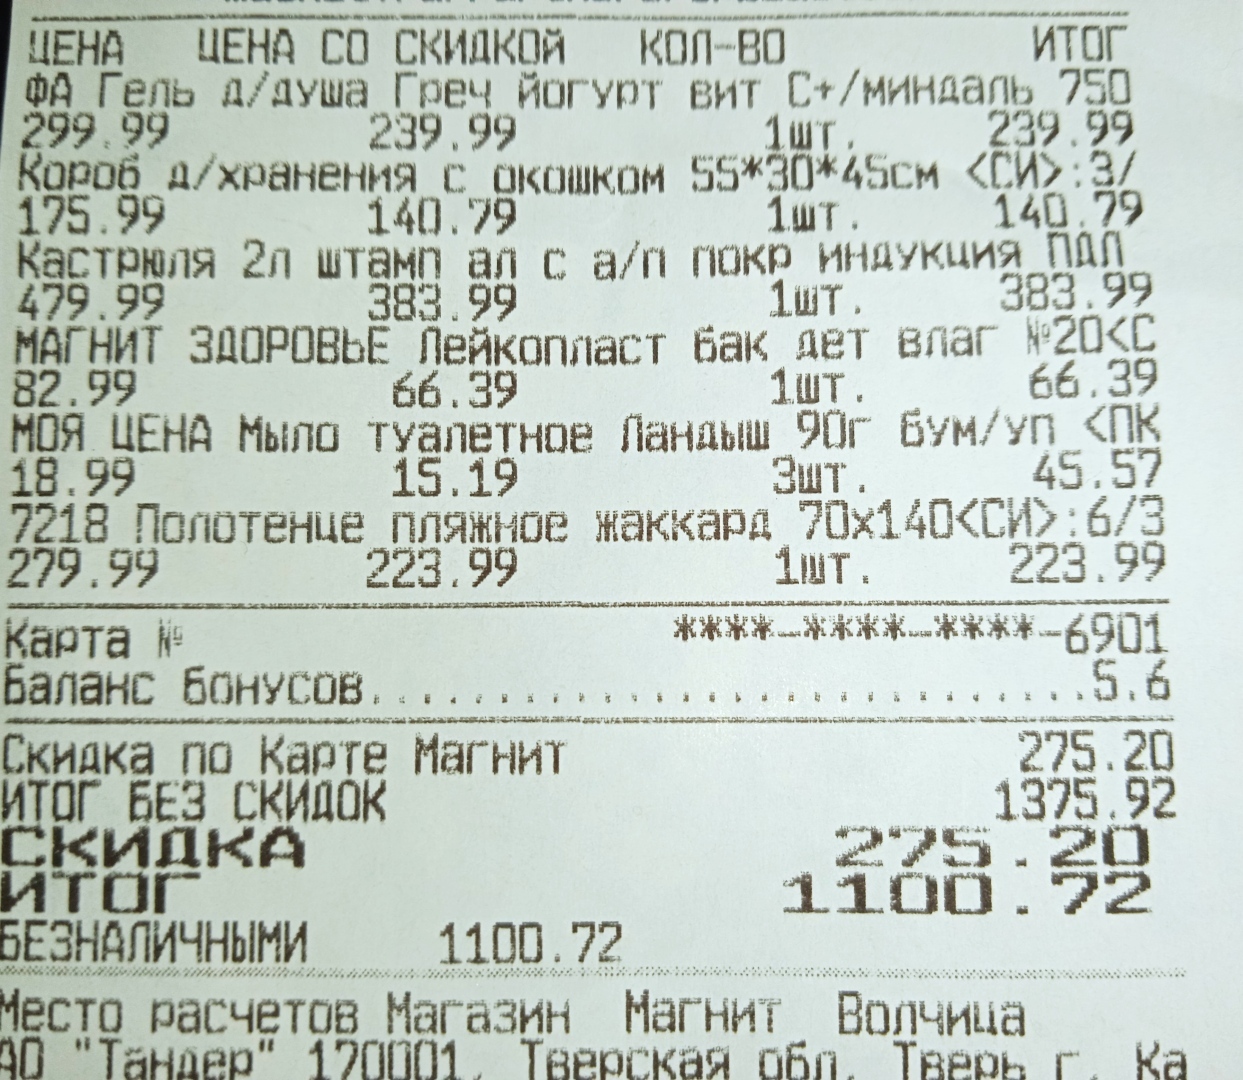 ЦЕНА ЦЕНА СО СКИДКОЙ КОЛ-ВО ИТОГ
ФА Гель д/душа Греч йогурт вит С+/миндаль 750
299.99 239.99 1шт. 239.99
Короб д/хранения с окошком 55*30*45см <СИ>:3/
175.99 140.79 1шт. 140.79
Кастрюля 2л штамп ал с а/п покр индукция ПДП
479.99 383.99 1шт. 383.99
МАГНИТ ЗДОРОВЬЕ Лейкопласт бак дет влаг №20<С
82.99 66.39 1шт. 66.39
МОЯ ЦЕНА Мыло туалетное Ландыш 90г бум/уп <ПК
18.99 15.19 3шт. 45.57
7218 Полотенце пляжное жаккард 70х140<СИ>:6/3
279.99 223.99 1шт. 223.99
Карта № ****-****-****-6901
Баланс бонусов............................5.6
Скидка по Карте Магнит 275.20
ИТОГ БЕЗ СКИДОК 1375.92
СКИДКА 275.20
ИТОГ 1100.72
БЕЗНАЛИЧНЫМИ 1100.72
Место расчетов Магазин Магнит Волчица
АО "Тандер" 170001, Тверская обл, Тверь г, Ка